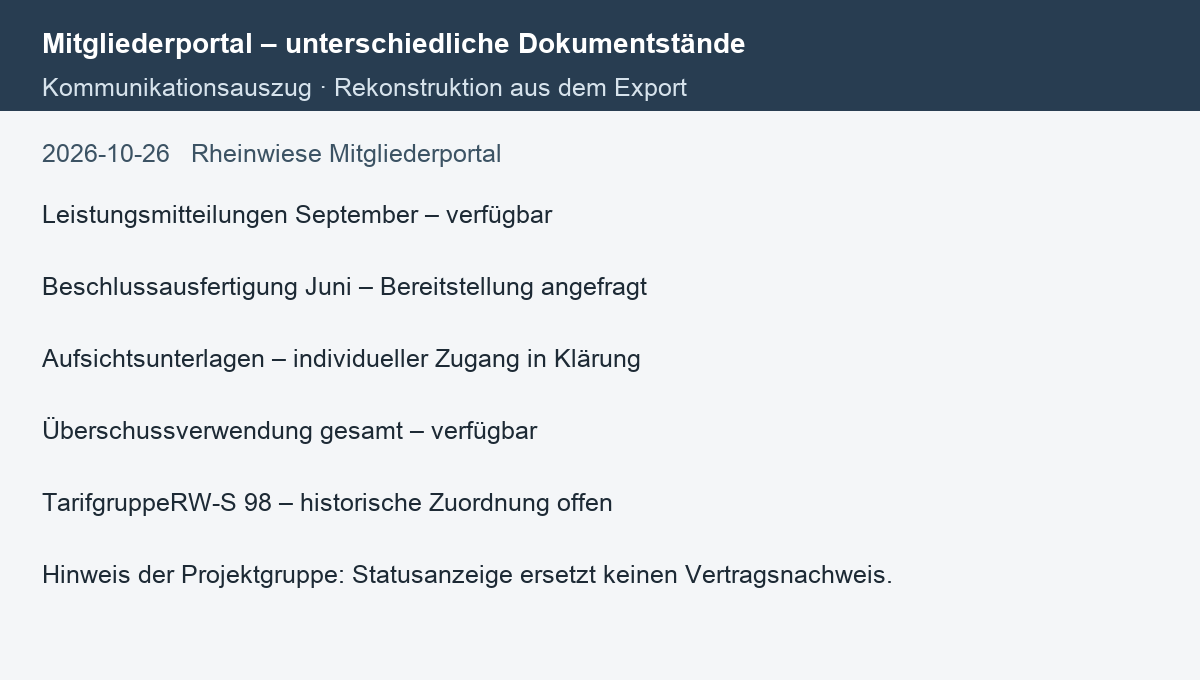 Mitgliederportal – unterschiedliche Dokumentstände
Kommunikationsauszug · Rekonstruktion aus dem Export
2026-10-26 Rheinwiese Mitgliederportal
Leistungsmitteilungen September – verfügbar
Beschlussausfertigung Juni – Bereitstellung angefragt
Aufsichtsunterlagen – individueller Zugang in Klärung
Überschussverwendung gesamt – verfügbar
TarifgruppeRW-S 98 – historische Zuordnung offen
Hinweis der Projektgruppe: Statusanzeige ersetzt keinen Vertragsnachweis.